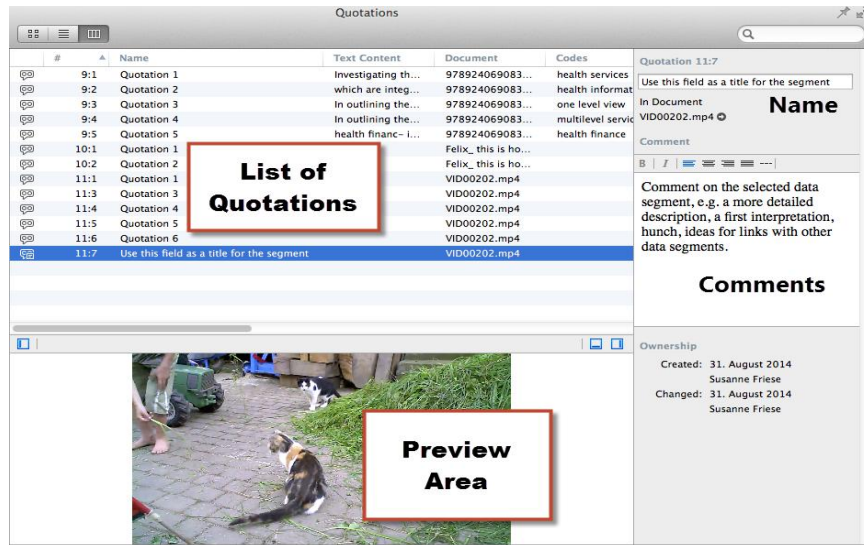 Quotations
# Name Text Content Document Codes
9:1 Quotation 1 Investigating th... 978924069083... health services
9:2 Quotation 2 which are integ... 978924069083... health informat
9:3 Quotation 3 In outlining the... 978924069083... one level view
9:4 Quotation 4 In outlining the... 978924069083... multilevel servic
9:5 Quotation 5 health financ– i... 978924069083... health finance
10:1 Quotation 1 Felix_ this is ho...
10:2 Quotation 2 Felix_ this is ho...
11:1 Quotation 1 VID00202.mp4
11:3 Quotation 3 VID00202.mp4
11:4 Quotation 4 VID00202.mp4
11:5 Quotation 5 VID00202.mp4
11:6 Quotation 6 VID00202.mp4
11:7 Use this field as a title for the segment VID00202.mp4
List of
Quotations
Quotation 11:7
Use this field as a title for the segment
In Document
Name
VID00202.mp4
Comment
B I
Comment on the selected data
segment, e.g. a more detailed
description, a first interpretation,
hunch, ideas for links with other
data segments.
Comments
Ownership
Created: 31. August 2014
Susanne Friese
Changed: 31. August 2014
Susanne Friese
Preview
Area